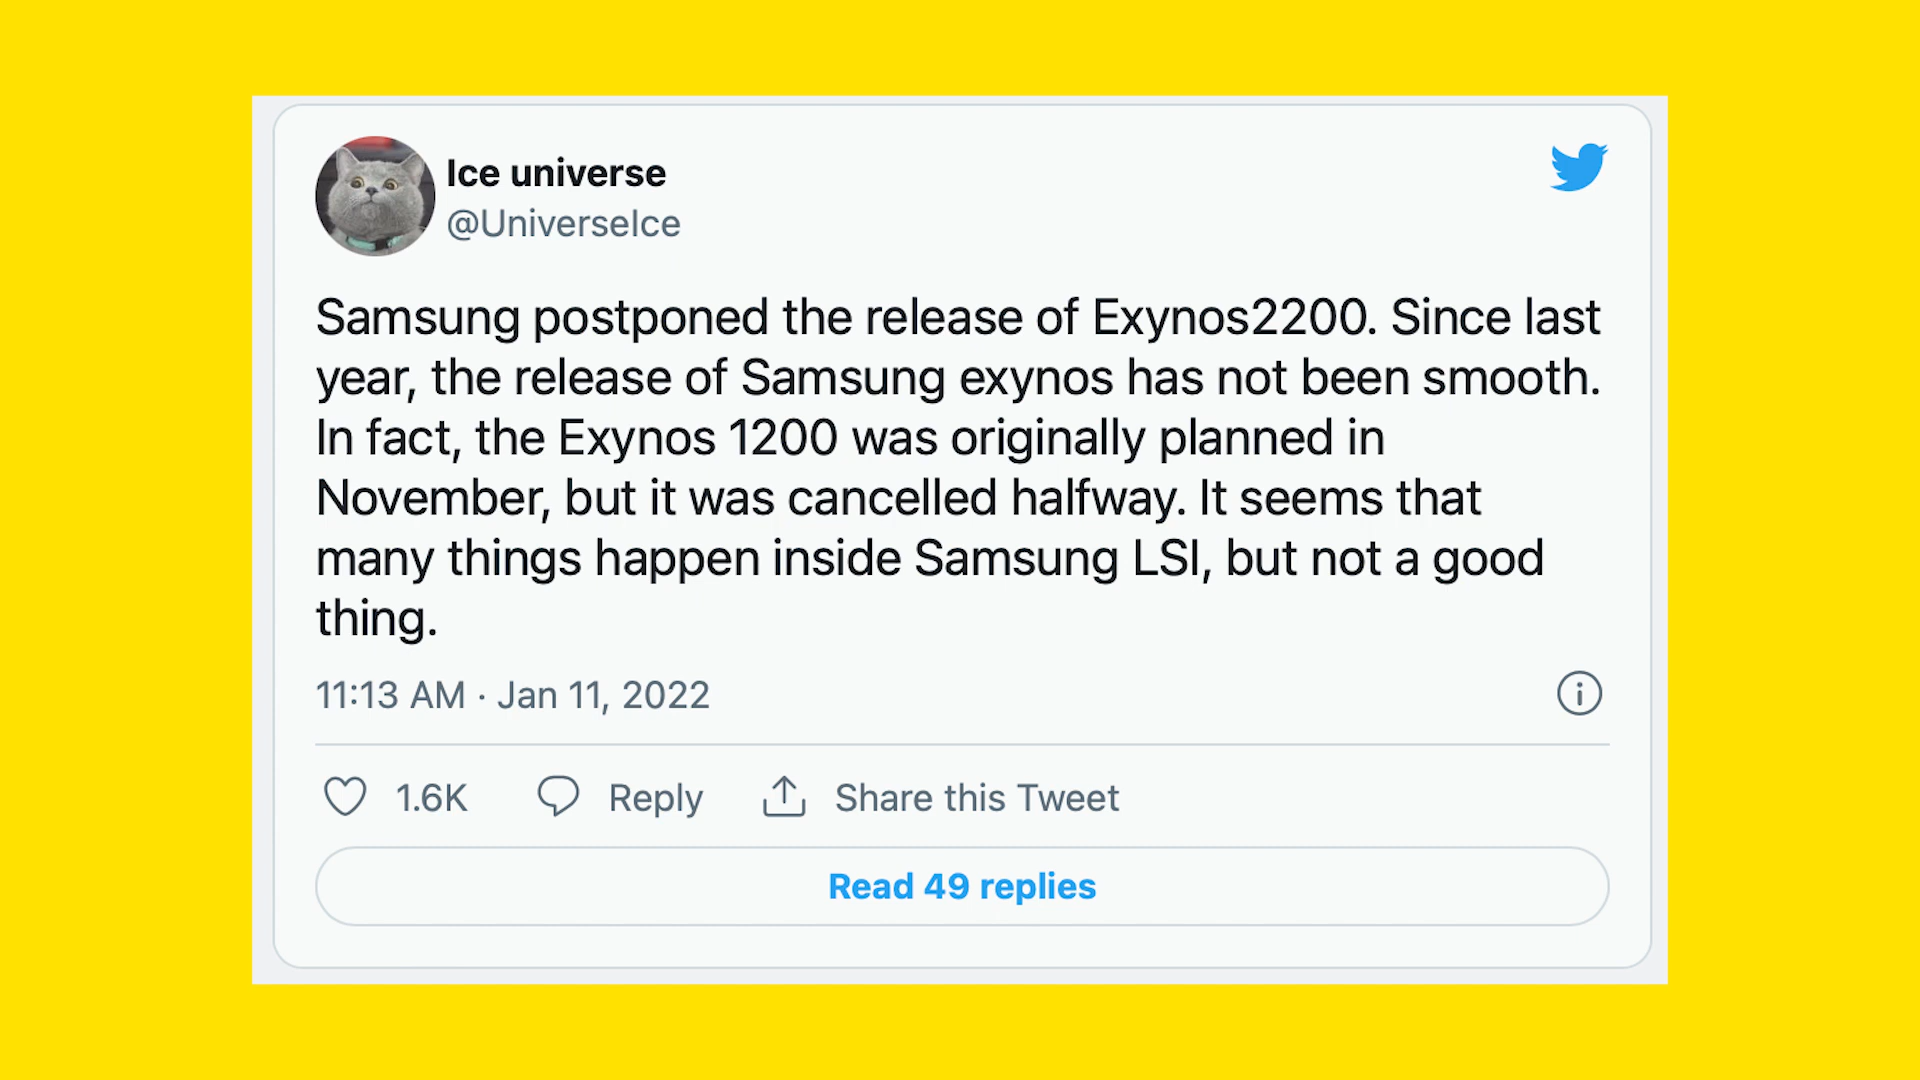 Ice universe
@UniverseIce
Samsung postponed the release of Exynos2200. Since last
year, the release of Samsung exynos has not been smooth.
In fact, the Exynos 1200 was originally planned in
November, but it was cancelled halfway. It seems that
many things happen inside Samsung LSI, but not a good
thing.
11:13 AM · Jan 11, 2022
1.6K Reply Share this Tweet
Read 49 replies